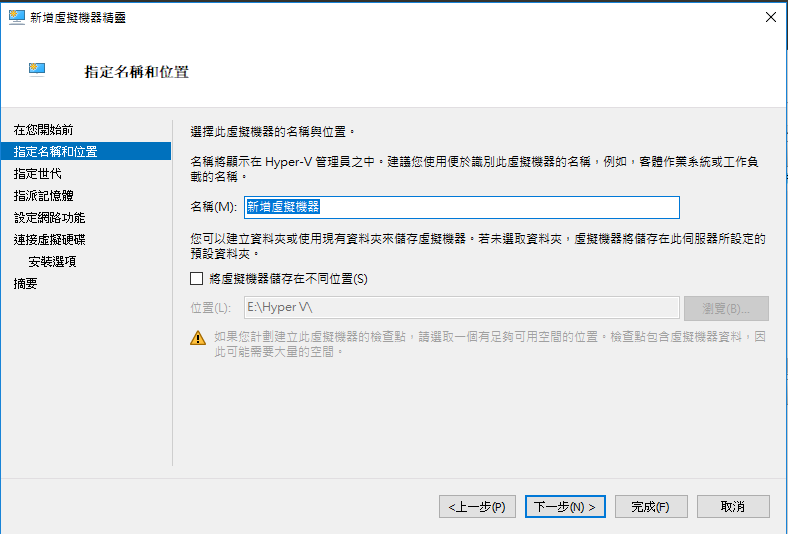 新增虛擬機器精靈
指定名稱和位置
在您開始前
指定名稱和位置
指定世代
指派記憶體
設定網路功能
連接虛擬硬碟
安裝選項
摘要
選擇此虛擬機器的名稱與位置。
名稱將顯示在 Hyper-V 管理員之中。建議您使用便於識別此虛擬機器的名稱，例如，客體作業系統或工作負
載的名稱。
名稱(M): 新增虛擬機器
您可以建立資料夾或使用現有資料夾來儲存虛擬機器。若未選取資料夾，虛擬機器將儲存在此伺服器所設定的
預設資料夾。
將虛擬機器儲存在不同位置(S)
位置(L): E:\Hyper V\ 瀏覽(B)...
如果您計劃建立此虛擬機器的檢查點，請選取一個有足夠可用空間的位置。檢查點包含虛擬機器資料，因
此可能需要大量的空間。
<上一步(P) 下一步(N) > 完成(F) 取消